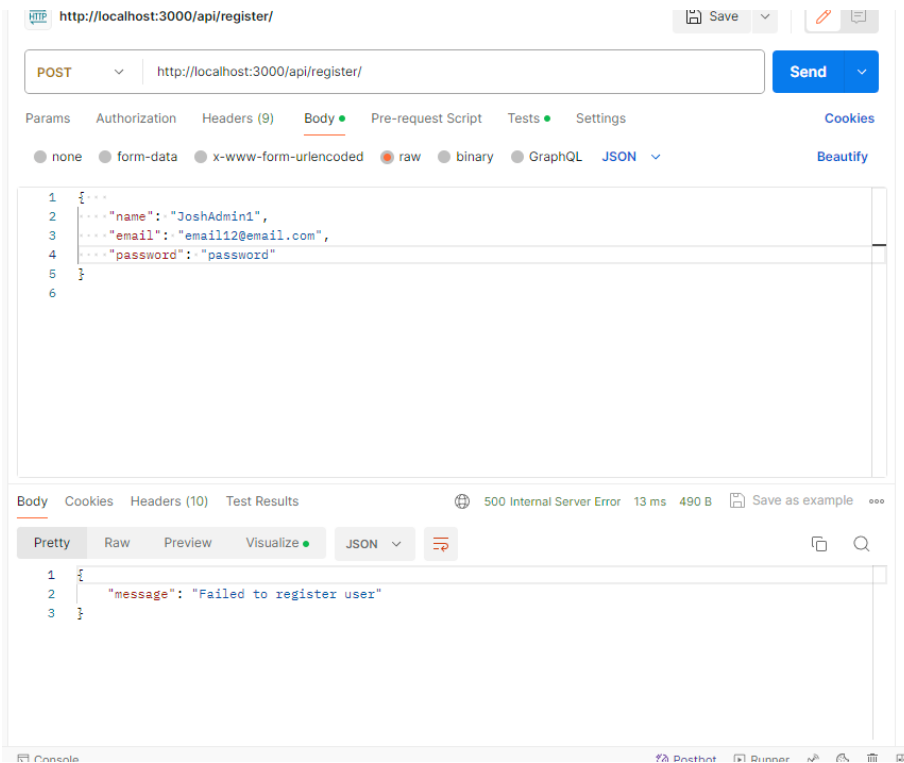 HTTP http://localhost:3000/api/register/ Save
POST http://localhost:3000/api/register/ Send
Params Authorization Headers (9) Body Pre-request Script Tests Settings Cookies
none form-data x-www-form-urlencoded raw binary GraphQL JSON Beautify
1 {
2 "name": "JoshAdmin1",
3 "email": "email12@email.com",
4 "password": "password"
5 }
6
Body Cookies Headers (10) Test Results 500 Internal Server Error 13 ms 490 B Save as example
Pretty Raw Preview Visualize JSON
1 {
2 "message": "Failed to register user"
3 }
Console Postbot Runner